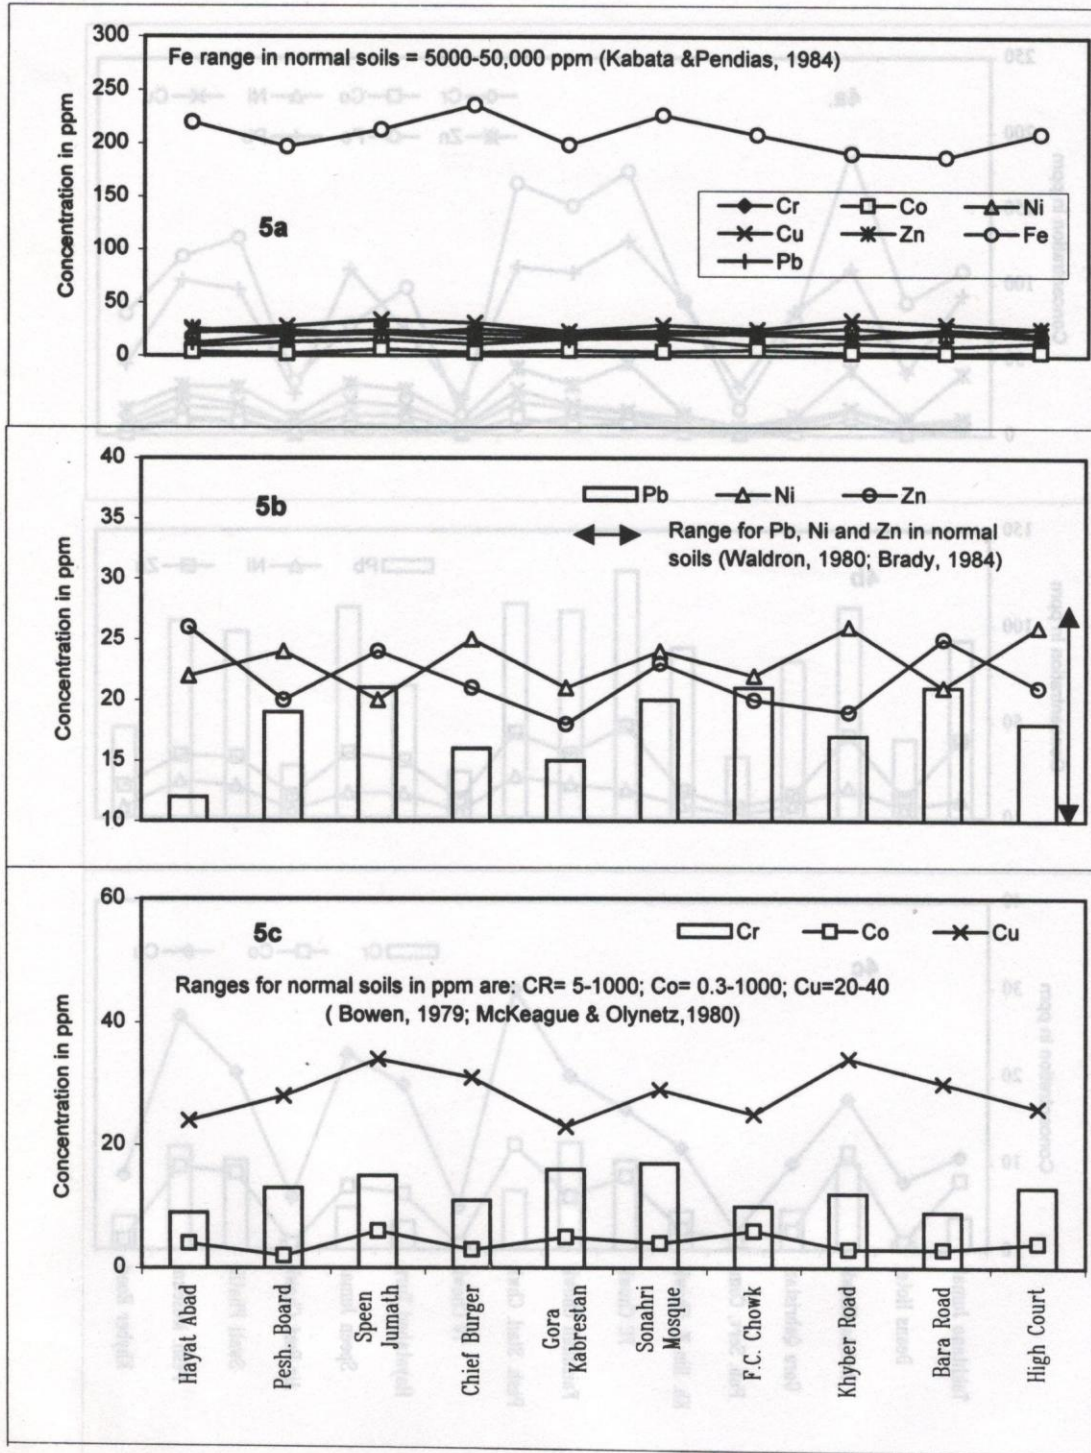 300
250
200
150
100
50
0
Concentration in ppm
Fe range in normal soils = 5000-50,000 ppm (Kabata &Pendias, 1984)
5a
Cr Co Ni
Cu Zn Fe
Pb
40
35
30
25
20
15
10
Concentration in ppm
5b
Pb Ni Zn
Range for Pb, Ni and Zn in normal
soils (Waldron, 1980; Brady, 1984)
60
40
20
0
Concentration in ppm
5c
Cr Co Cu
Ranges for normal soils in ppm are: CR= 5-1000; Co= 0.3-1000; Cu=20-40
( Bowen, 1979; McKeague & Olynetz,1980)
Hayat Abad
Pesh. Board
Speen
Jumath
Chief Burger
Gora
Kabrestan
Sonahri
Mosque
F.C. Chowk
Khyber Road
Bara Road
High Court